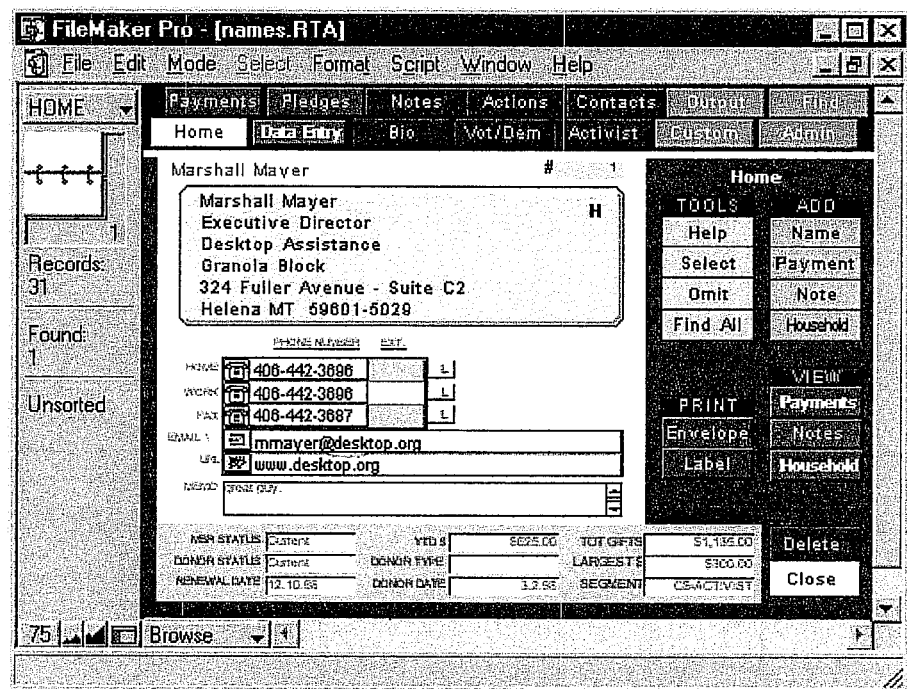 FileMaker Pro - [names.RTA]
File Edit Mode Select Format Script Window Help
HOME
Payments Pledges Notes Actions Contacts Output Find
Home Data Entry Bio Vot/Dem Activist Custom Admin
1
Records:
31
Found:
1
Unsorted
Marshall Mayer # 1
Marshall Mayer H
Executive Director
Desktop Assistance
Granola Block
324 Fuller Avenue - Suite C2
Helena MT 59601-5029
PHONE NUMBER EXT.
HOME 406-442-3696 L
WORK 406-442-3696 L
FAX 406-442-3687 L
EMAIL 1 mmayer@desktop.org
URL www.desktop.org
MEMO great guy.
Home
TOOLS ADD
Help Name
Select Payment
Omit Note
Find All Household
VIEW
PRINT Payments
Envelope Notes
Label Household
MBR STATUS Current YTD $ $625.00 TOT GIFTS $1,135.00
DONOR STATUS Current DONOR TYPE LARGEST $ $300.00
RENEWAL DATE DONOR DATE SEGMENT CS-ACTIVIST
Delete
Close
75 Browse